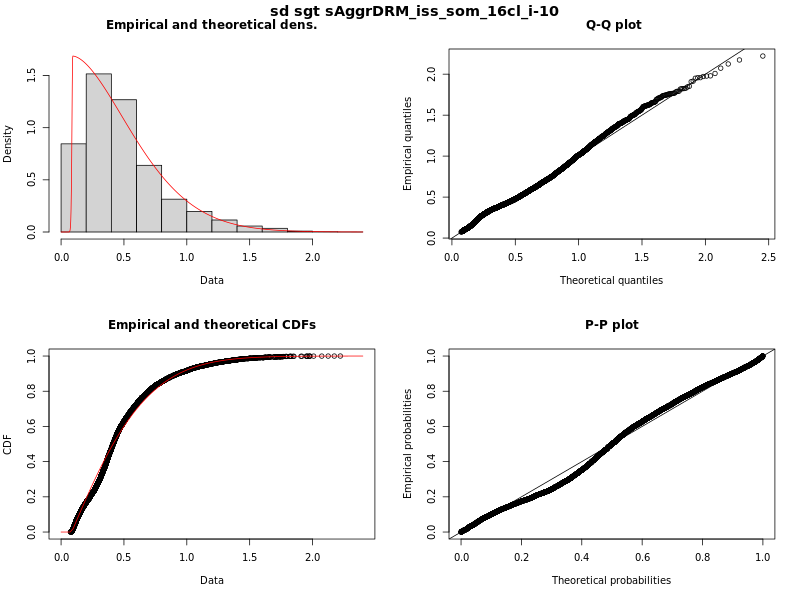 sd sgt sAggrDRM_iss_som_16cl_i-10
Empirical and theoretical dens.
Density
0.0 0.5 1.0 1.5
0.0 0.5 1.0 1.5 2.0
Data
Q-Q plot
Empirical quantiles
0.0 0.5 1.0 1.5 2.0
0.0 0.5 1.0 1.5 2.0 2.5
Theoretical quantiles
Empirical and theoretical CDFs
CDF
0.0 0.2 0.4 0.6 0.8 1.0
0.0 0.5 1.0 1.5 2.0
Data
P-P plot
Empirical probabilities
0.0 0.2 0.4 0.6 0.8 1.0
0.0 0.2 0.4 0.6 0.8 1.0
Theoretical probabilities